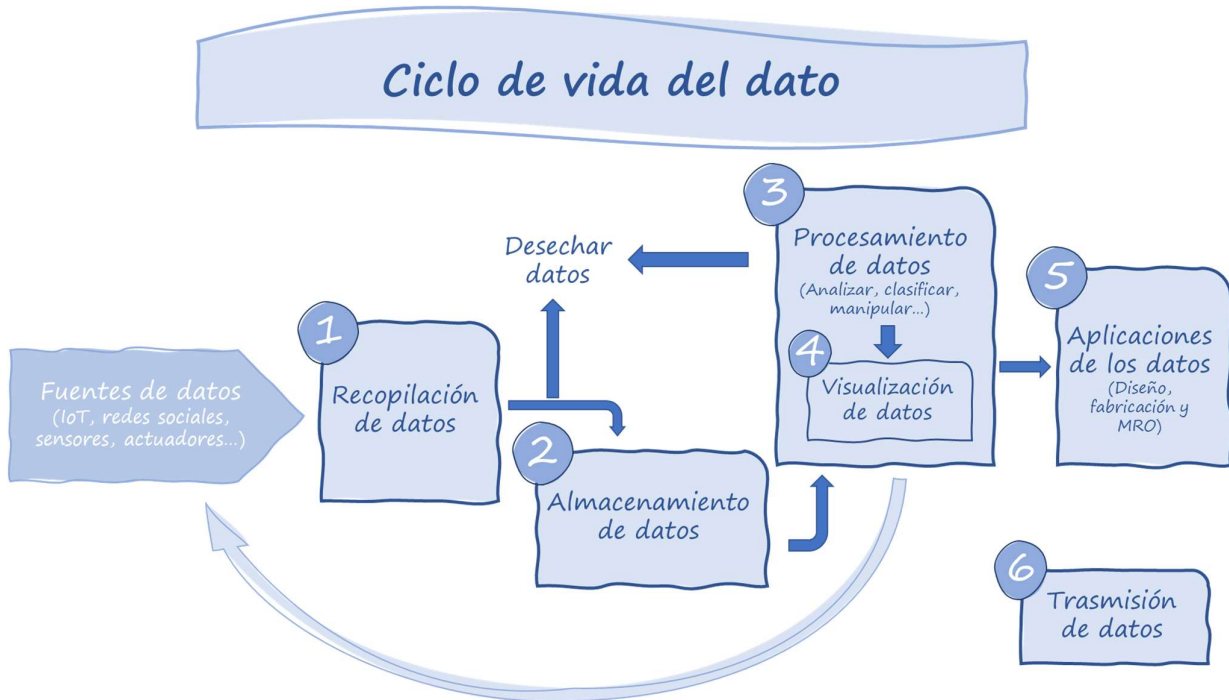 Ciclo de vida del dato
Fuentes de datos
(IoT, redes sociales,
sensores, actuadores...)
1
Recopilación
de datos
Desechar
datos
2
Almacenamiento
de datos
3
Procesamiento
de datos
(Analizar, clasificar,
manipular...)
4
Visualización
de datos
5
Aplicaciones
de los datos
(Diseño,
fabricación y
MRO)
6
Trasmisión
de datos